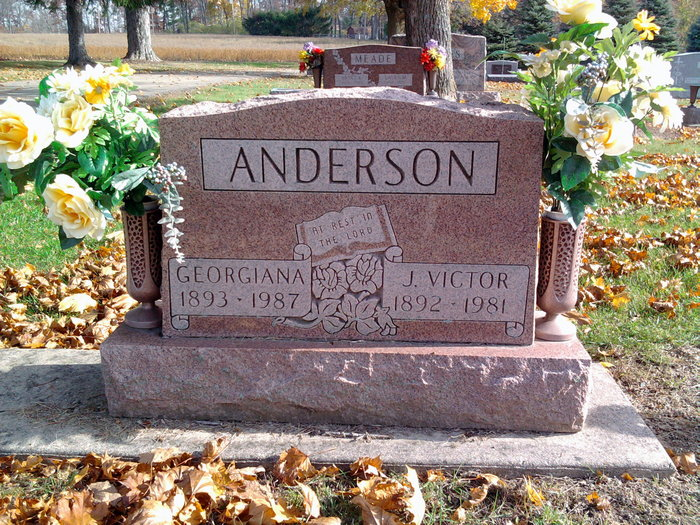 MEADE
ANDERSON
AT REST IN
THE LORD
GEORGIANA
1893 · 1987
J. VICTOR
1892 · 1981